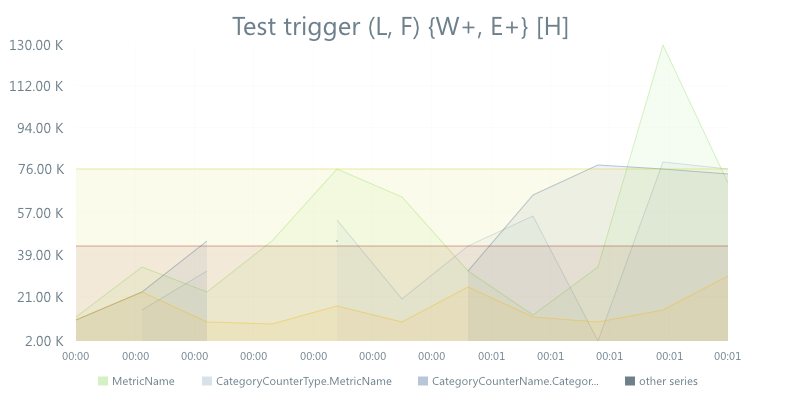 Test trigger (L, F) {W+, E+} [H]
130.00 K
112.00 K
94.00 K
76.00 K
57.00 K
39.00 K
21.00 K
2.00 K
00:00 00:00 00:00 00:00 00:00 00:00 00:00 00:01 00:01 00:01 00:01 00:01
MetricName CategoryCounterType.MetricName CategoryCounterName.Categor... other series